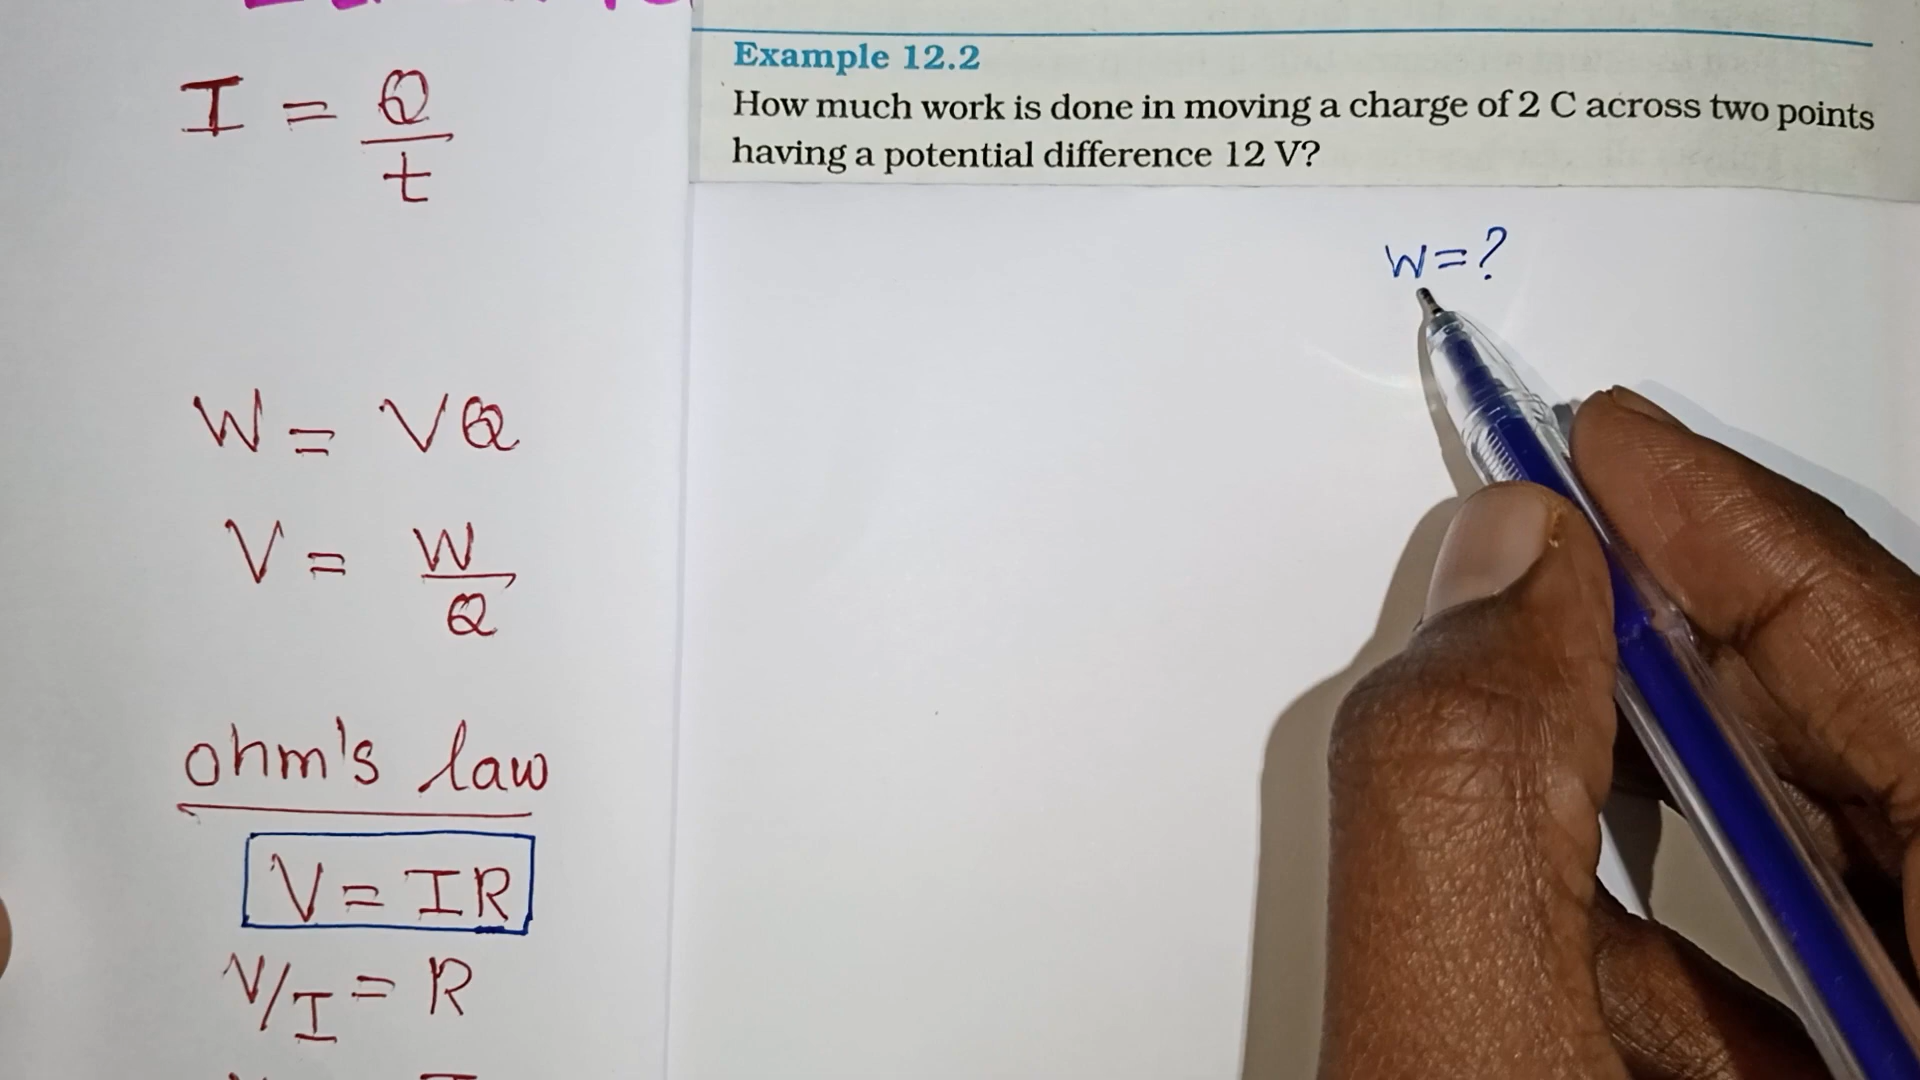 I = Q
t
W = VQ
V = W
Q
ohm's law
V = IR
V/I = R
Example 12.2
How much work is done in moving a charge of 2 C across two points
having a potential difference 12 V?
W = ?